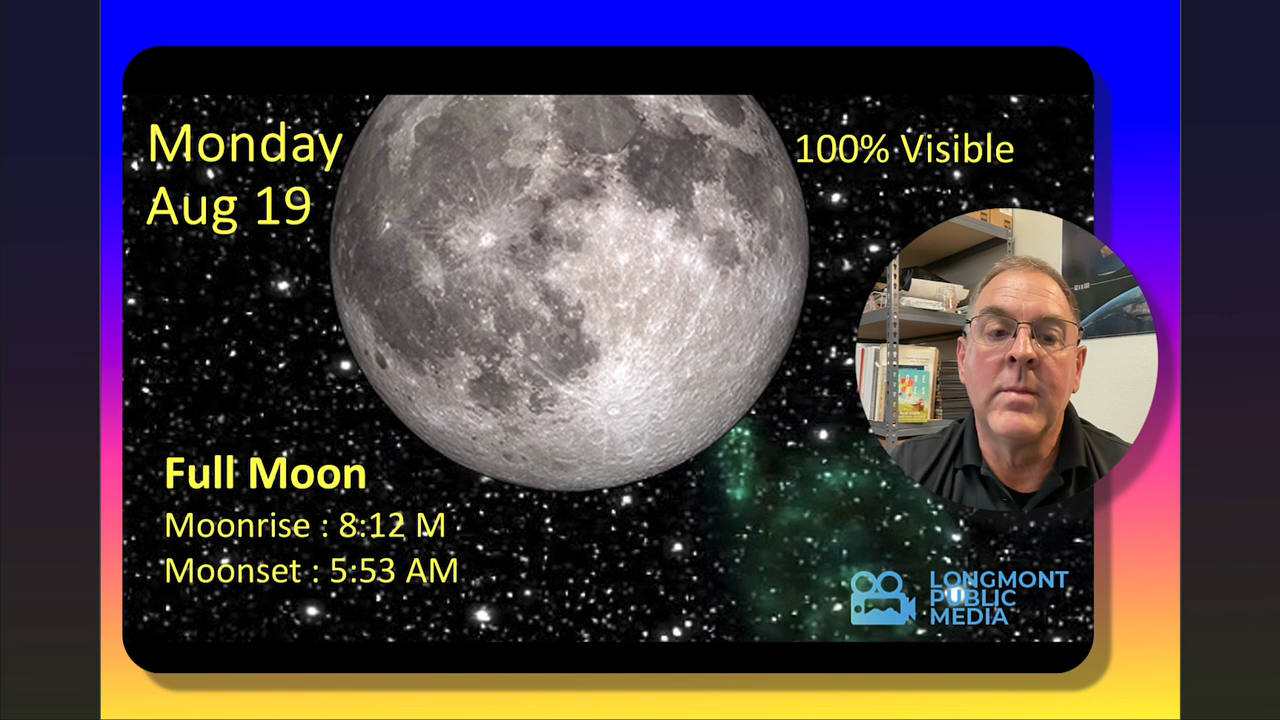 Monday
Aug 19
100% Visible
Full Moon
Moonrise : 8:12 M
Moonset : 5:53 AM
LONGMONT
PUBLIC
MEDIA